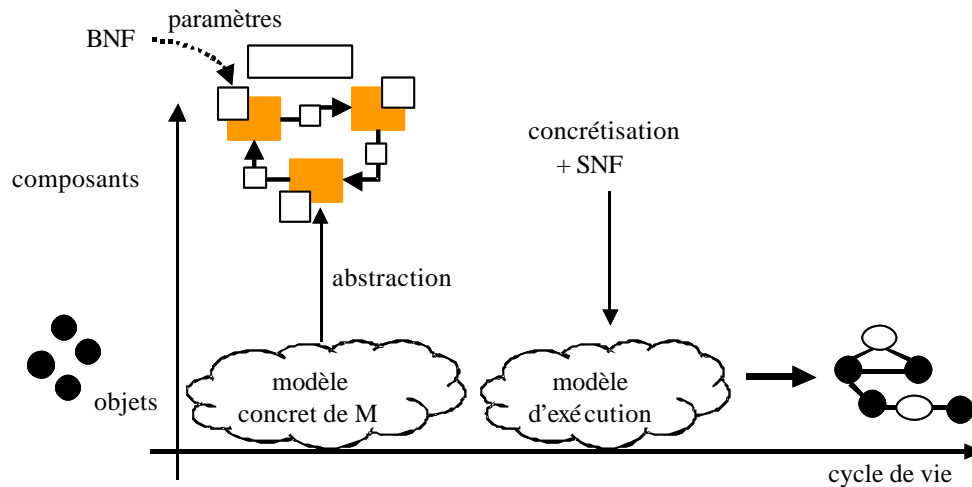 paramètres
BNF
concrétisation
+ SNF
composants
abstraction
objets
modèle
concret de M
modèle
d'exécution
cycle de vie